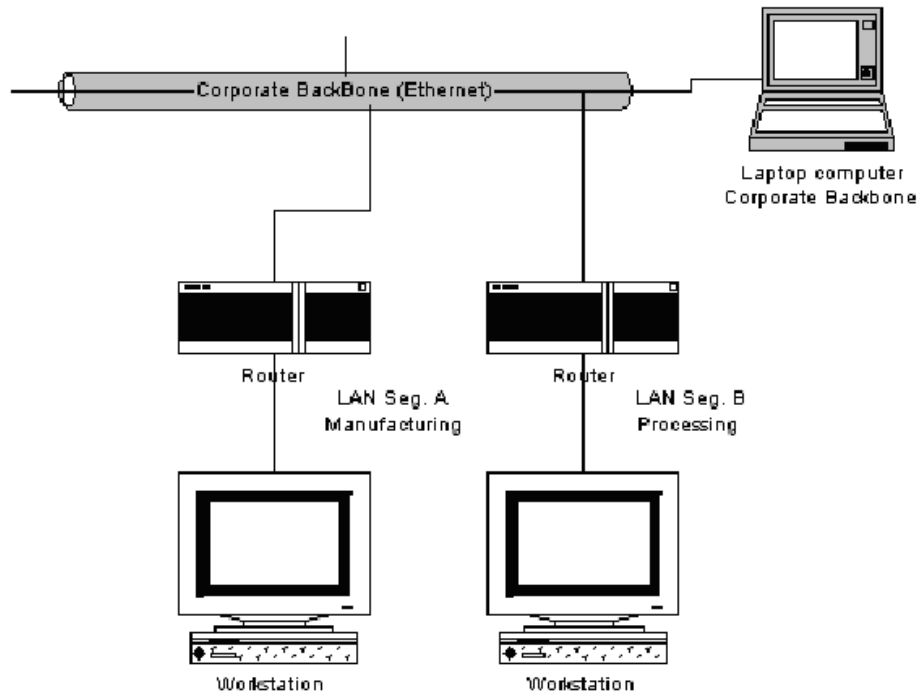 Corporate BackBone (Ethernet)
Laptop computer
Corporate Backbone
Router
Router
LAN Seg. A
Manufacturing
LAN Seg. B
Processing
Workstation
Workstation